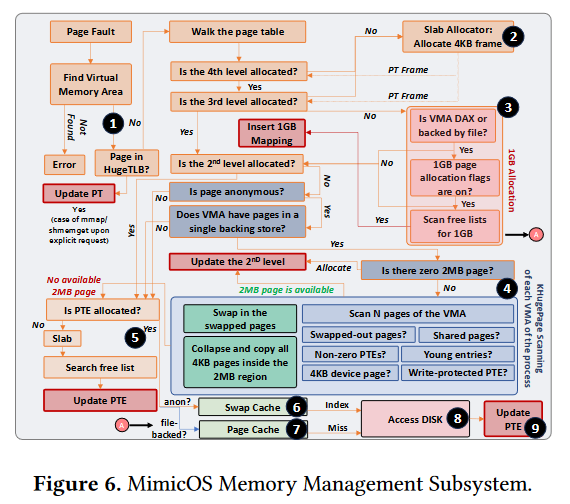 Page Fault
Walk the page table
No
Slab Allocator:
Allocate 4KB frame
2
Find Virtual
Memory Area
Is the 4th level allocated?
PT Frame
Yes
PT Frame
Not
Found
1
No
Is the 3rd level allocated?
No
3
Error
Page in
HugeTLB?
Yes
Insert 1GB
Mapping
Is VMA DAX or
backed by file?
Yes
1GB page
allocation flags
are on?
Yes
Scan free lists
for 1GB
1GB Allocation
No
Is the 2nd level allocated?
Update PT
Yes
(case of mmap/
shmemget upon
explicit request)
Yes
No
Is page anonymous?
No
Yes
Does VMA have pages in a
single backing store?
No
Yes
A
Update the 2nd level
Allocate
Is there zero 2MB page?
No available
2MB page
2MB page is available
No
4
Is PTE allocated?
No
Yes
5
Slab
Search free list
Update PTE
Swap in
the swapped pages
Collapse and copy all
4KB pages inside the
2MB region
Scan N pages of the VMA
Swapped-out pages?
Shared pages?
Non-zero PTEs?
Young entries?
4KB device page?
Write-protected PTE?
KHugePage Scanning
of each VMA of the process
anon?
Swap Cache
6
Index
Access DISK
8
Update
PTE
9
A
file-
backed?
Page Cache
7
Miss
Figure 6. MimicOS Memory Management Subsystem.